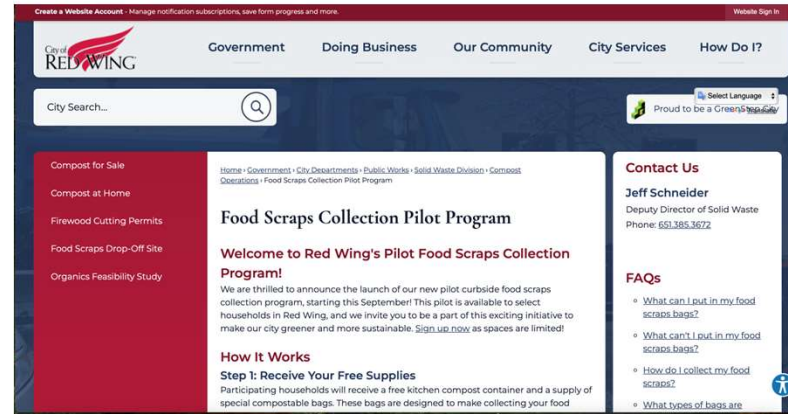 Create a Website Account - Manage notification subscriptions, save form progress and more.
Website Sign In
City of
RED WING
Government
Doing Business
Our Community
City Services
How Do I?
Select Language
City Search...
Proud to be a GreenStep City
Compost for Sale
Compost at Home
Firewood Cutting Permits
Food Scraps Drop-Off Site
Organics Feasibility Study
Home › Government › City Departments › Public Works › Solid Waste Division › Compost
Operations › Food Scraps Collection Pilot Program
Food Scraps Collection Pilot Program
Welcome to Red Wing's Pilot Food Scraps Collection
Program!
We are thrilled to announce the launch of our new pilot curbside food scraps
collection program, starting this September! This pilot is available to select
households in Red Wing, and we invite you to be a part of this exciting initiative to
make our city greener and more sustainable. Sign up now as spaces are limited!
How It Works
Step 1: Receive Your Free Supplies
Participating households will receive a free kitchen compost container and a supply of
special compostable bags. These bags are designed to make collecting your food
Contact Us
Jeff Schneider
Deputy Director of Solid Waste
Phone: 651.385.3672
FAQs
What can I put in my food
scraps bags?
What can't I put in my food
scraps bags?
How do I collect my food
scraps?
What types of bags are